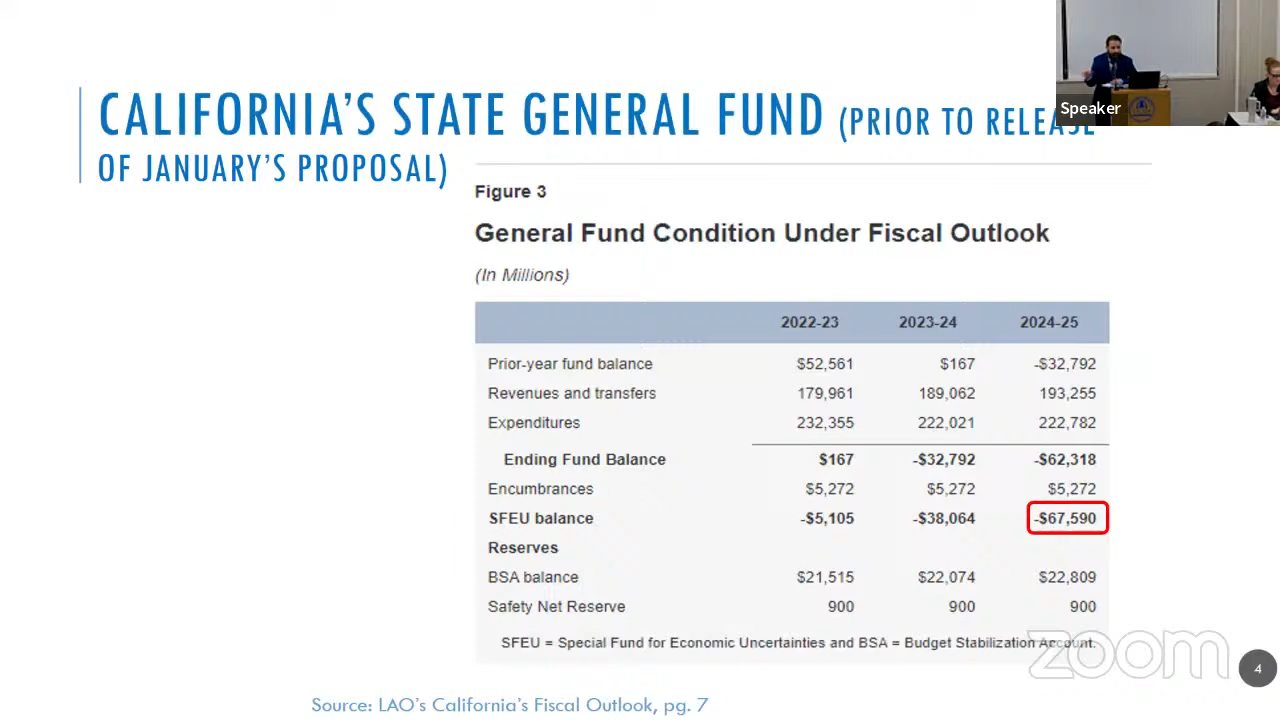 CALIFORNIA'S STATE GENERAL FUND (PRIOR TO RELEASE
OF JANUARY'S PROPOSAL)
Speaker
Figure 3
General Fund Condition Under Fiscal Outlook
(In Millions)
2022-23 2023-24 2024-25
Prior-year fund balance $52,561 $167 -$32,792
Revenues and transfers 179,961 189,062 193,255
Expenditures 232,355 222,021 222,782
Ending Fund Balance $167 -$32,792 -$62,318
Encumbrances $5,272 $5,272 $5,272
SFEU balance -$5,105 -$38,064 -$67,590
Reserves
BSA balance $21,515 $22,074 $22,809
Safety Net Reserve 900 900 900
SFEU = Special Fund for Economic Uncertainties and BSA = Budget Stabilization Account.
zoom
4
Source: LAO's California's Fiscal Outlook, pg. 7